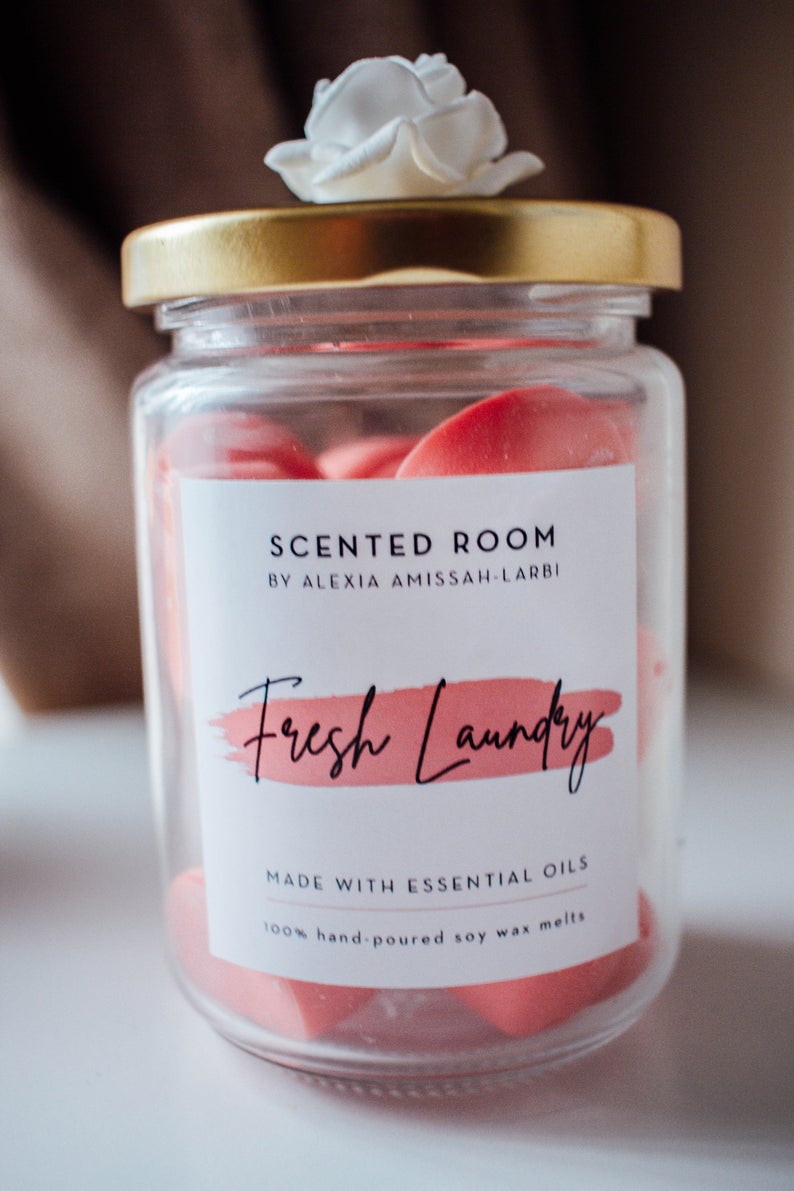 SCENTED ROOM
BY ALEXIA AMISSAH-LARBI
Fresh Laundry
MADE WITH ESSENTIAL OILS
100% hand-poured soy wax melts